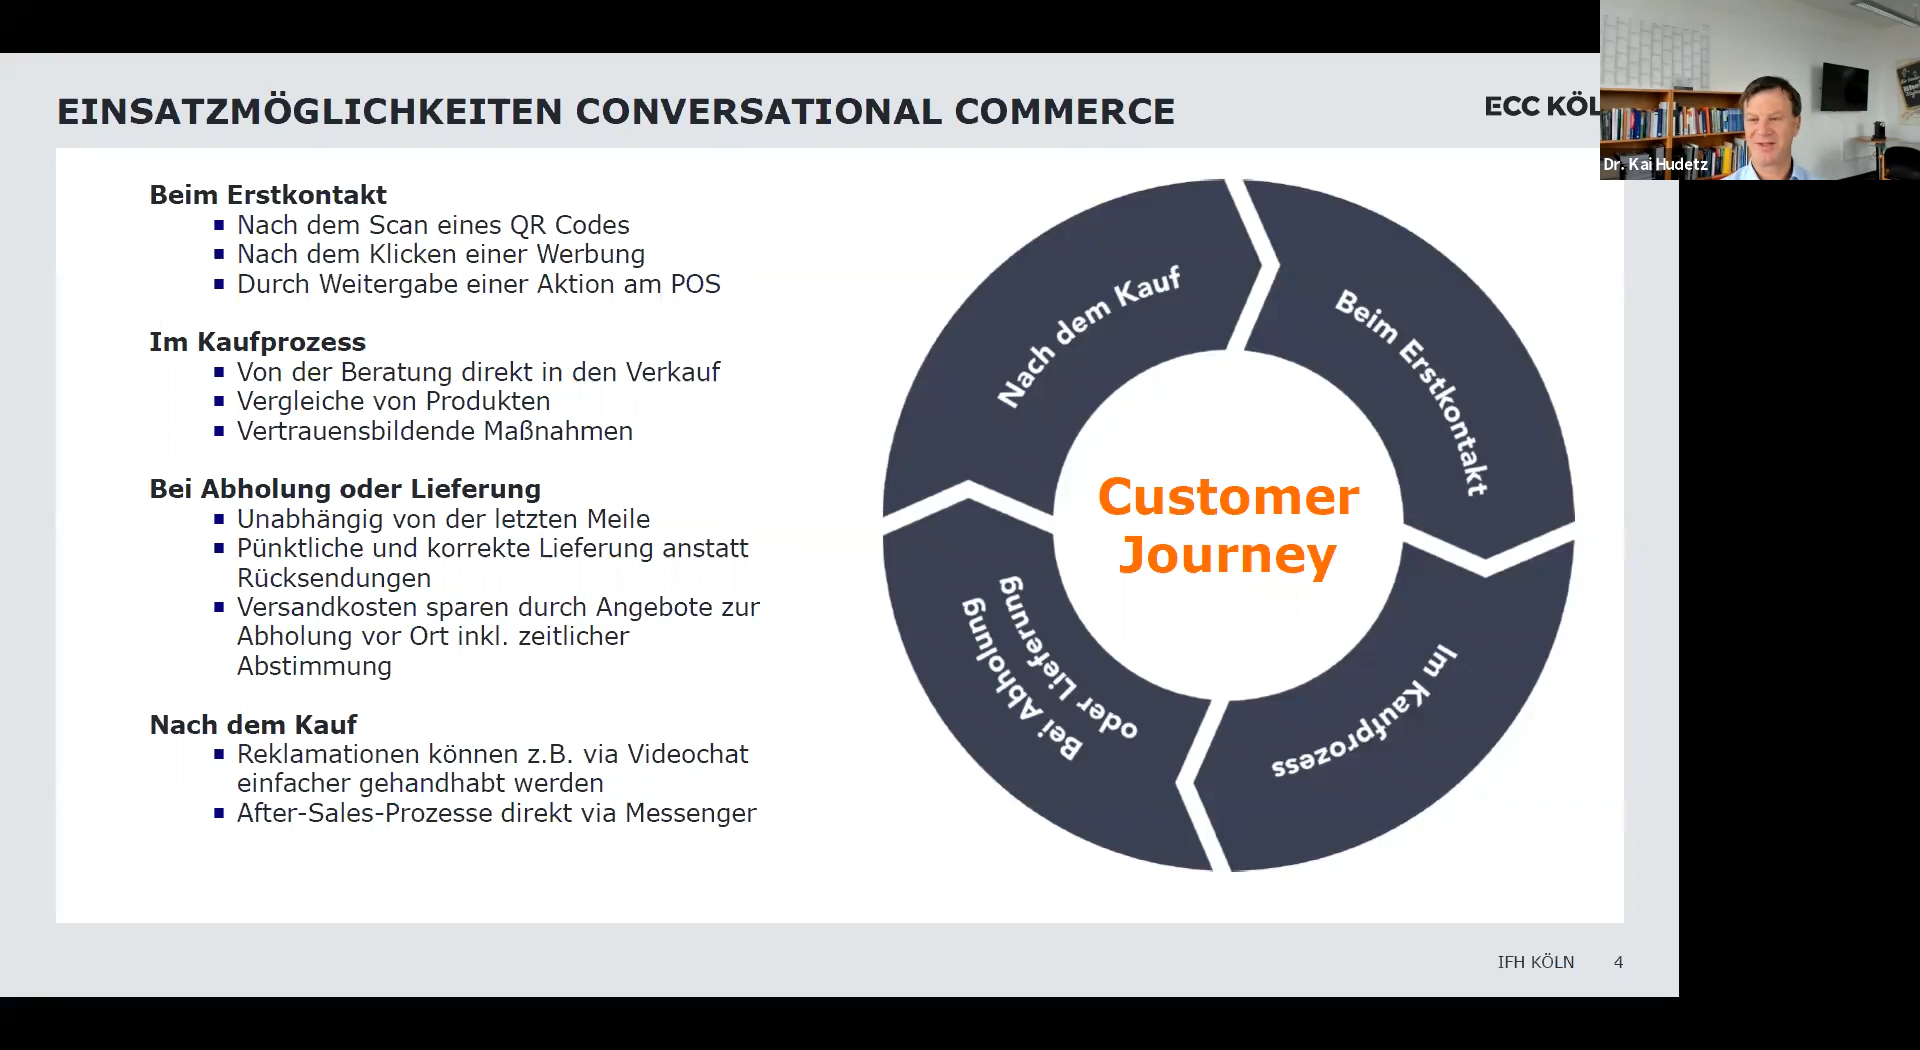 EINSATZMÖGLICHKEITEN CONVERSATIONAL COMMERCE
ECC KÖL
Dr. Kai Hudetz
Beim Erstkontakt
Nach dem Scan eines QR Codes
Nach dem Klicken einer Werbung
Durch Weitergabe einer Aktion am POS
Im Kaufprozess
Von der Beratung direkt in den Verkauf
Vergleiche von Produkten
Vertrauensbildende Maßnahmen
Bei Abholung oder Lieferung
Unabhängig von der letzten Meile
Pünktliche und korrekte Lieferung anstatt
Rücksendungen
Versandkosten sparen durch Angebote zur
Abholung vor Ort inkl. zeitlicher
Abstimmung
Nach dem Kauf
Reklamationen können z.B. via Videochat
einfacher gehandhabt werden
After-Sales-Prozesse direkt via Messenger
Nach dem Kauf
Beim Erstkontakt
Customer
Journey
Im Kaufprozess
Bei Abholung
oder Lieferung
IFH KÖLN
4